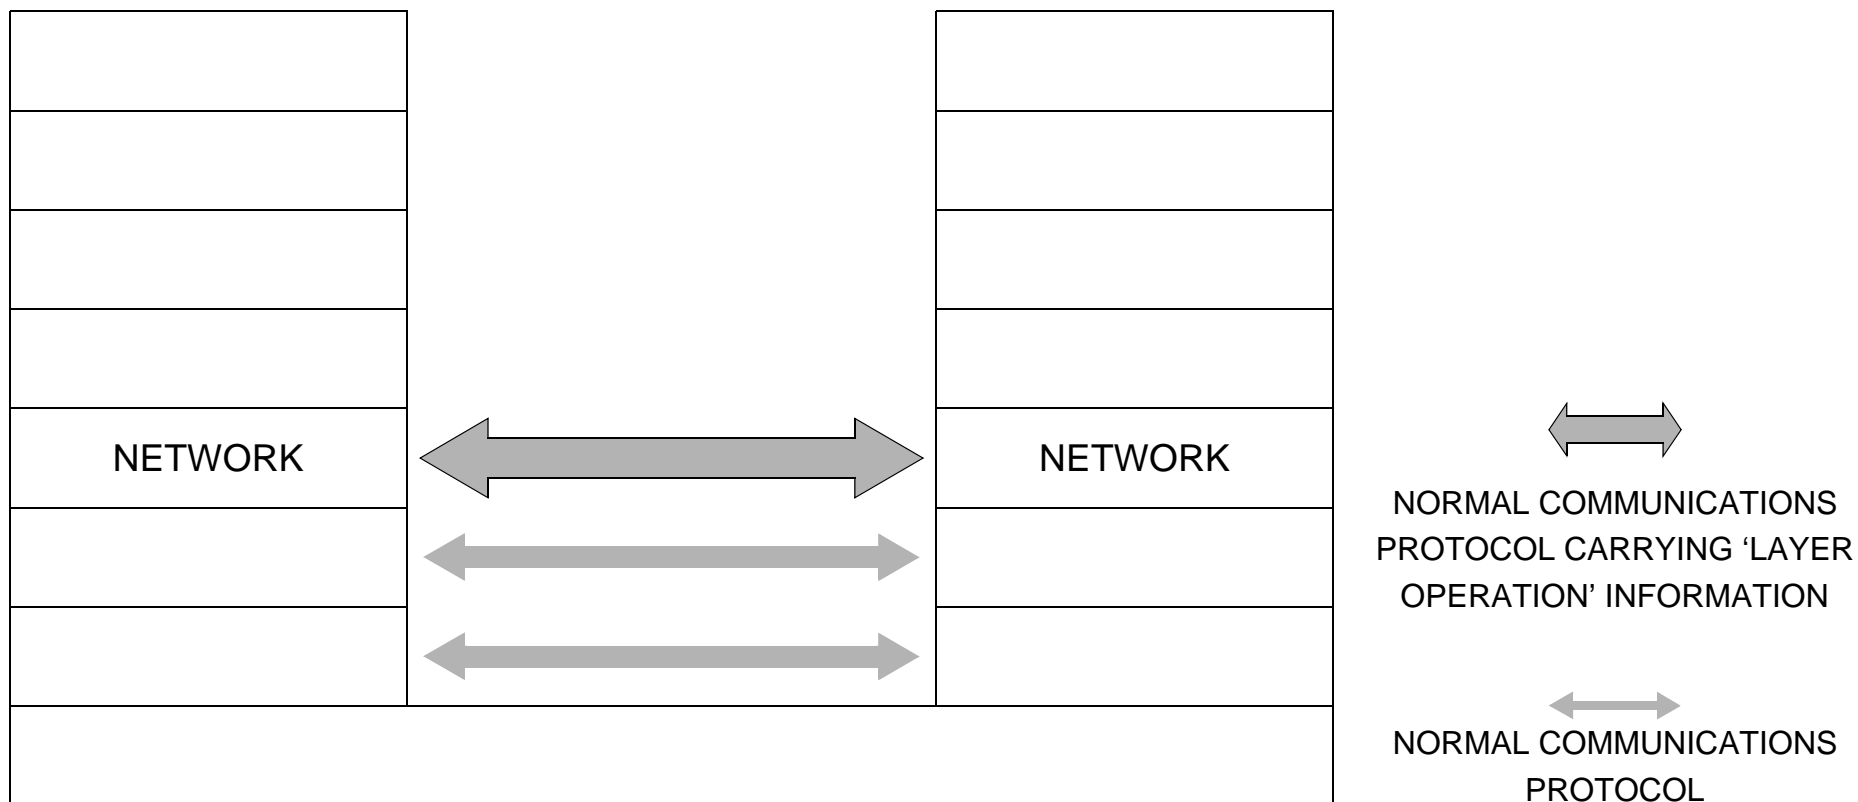 NETWORK
NETWORK
NORMAL COMMUNICATIONS
PROTOCOL CARRYING ‘LAYER
OPERATION’ INFORMATION
NORMAL COMMUNICATIONS
PROTOCOL